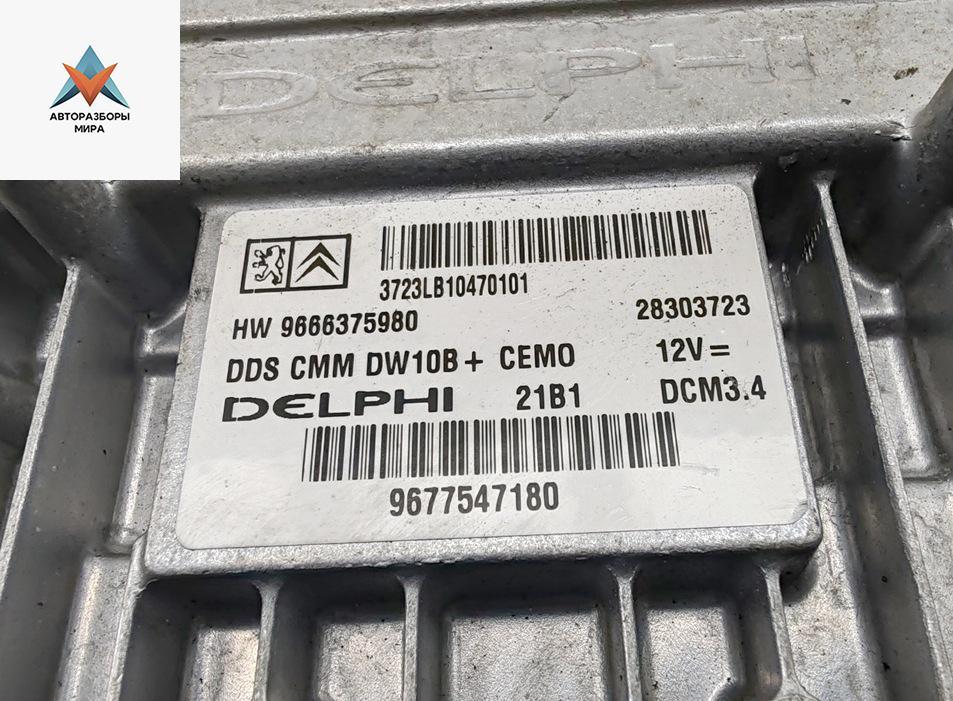 АВТОРАЗБОРЫ
МИРА
DELPHI
3723LB10470101
HW 9666375980
28303723
DDS CMM DW10B+ CEMO
12V=
DELPHI
21B1
DCM3.4
9677547180